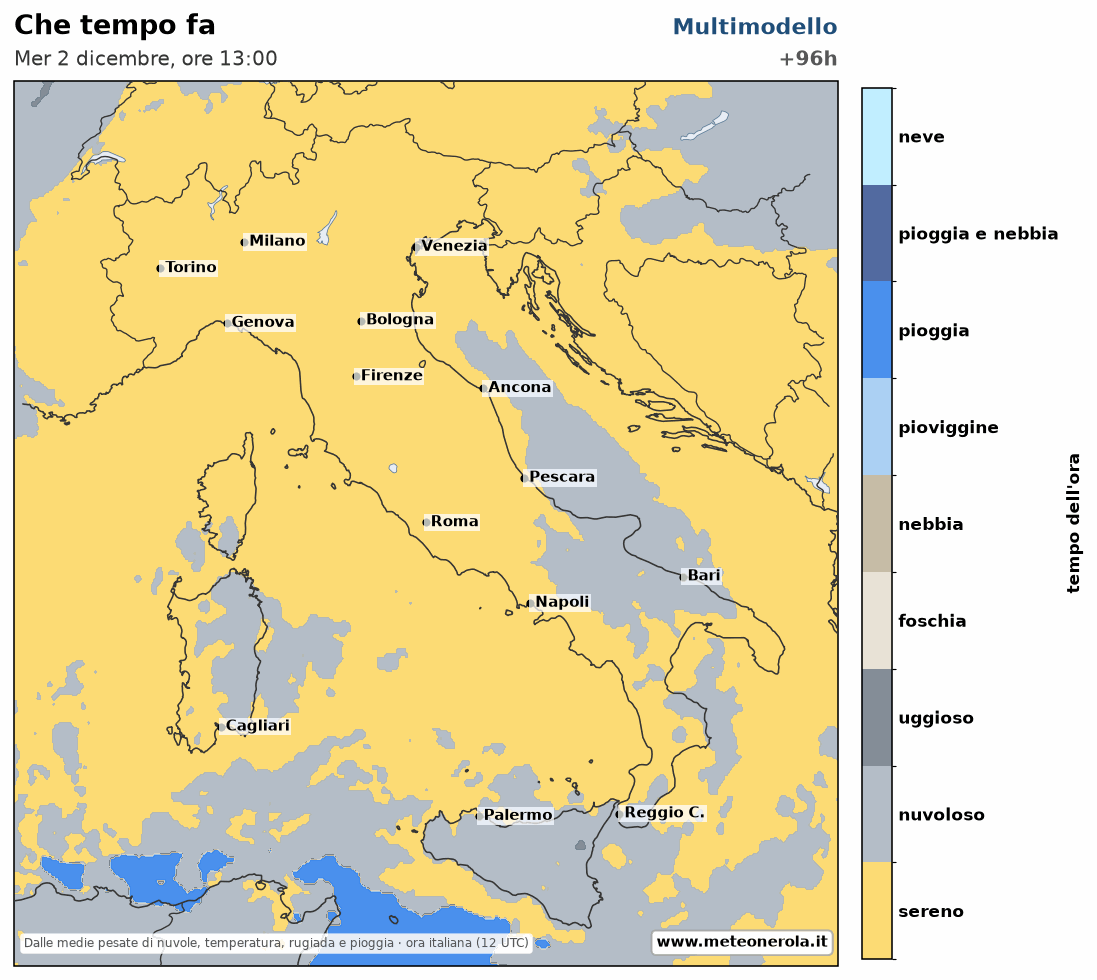 Che tempo fa
Multimodello
Mer 2 dicembre, ore 13:00
+96h
Milano
Venezia
Torino
Genova
Bologna
Firenze
Ancona
Pescara
Roma
Bari
Napoli
Cagliari
Palermo
Reggio C.
Dalle medie pesate di nuvole, temperatura, rugiada e pioggia · ora italiana (12 UTC)
www.meteonerola.it
neve
pioggia e nebbia
pioggia
pioviggine
nebbia
foschia
uggioso
nuvoloso
sereno
tempo dell'ora